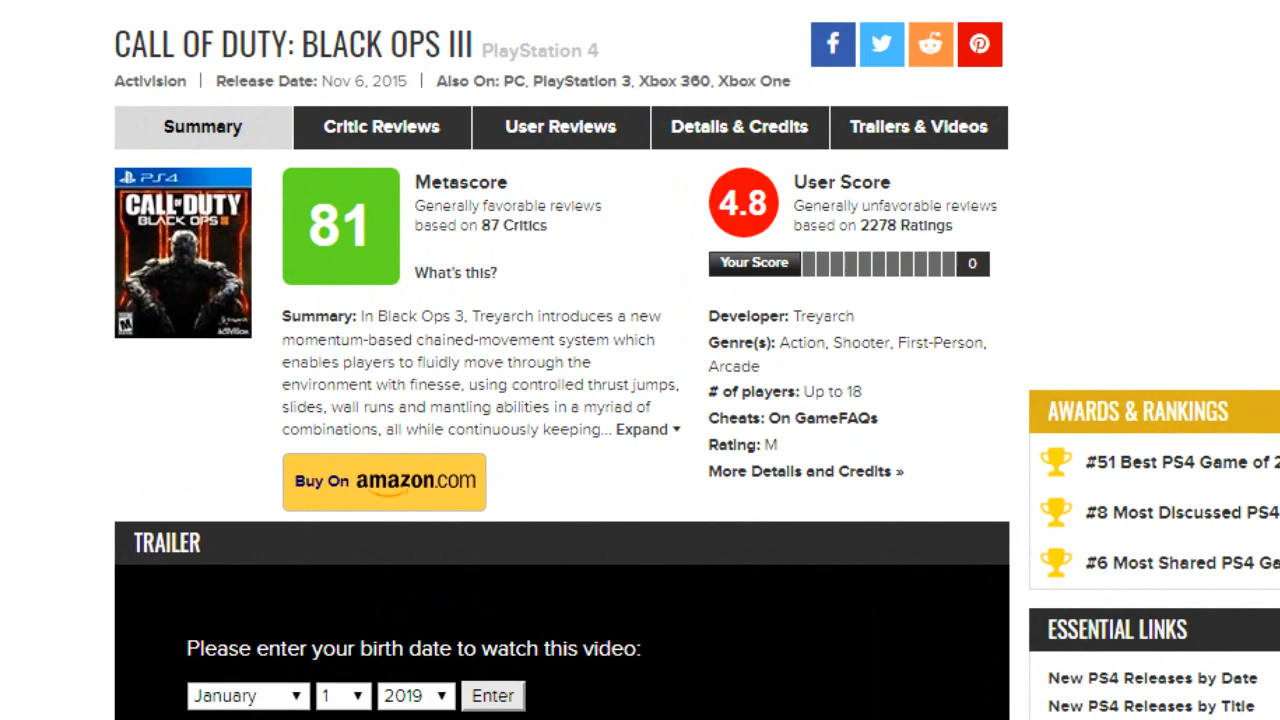 CALL OF DUTY: BLACK OPS III PlayStation 4
Activision | Release Date: Nov 6, 2015 | Also On: PC, PlayStation 3, Xbox 360, Xbox One
Summary
Critic Reviews
User Reviews
Details & Credits
Trailers & Videos
PS4
CALL OF DUTY
BLACK OPS III
ACTIVISION
81
Metascore
Generally favorable reviews
based on 87 Critics
What's this?
4.8
User Score
Generally unfavorable reviews
based on 2278 Ratings
Your Score 0
Summary: In Black Ops 3, Treyarch introduces a new
momentum-based chained-movement system which
enables players to fluidly move through the
environment with finesse, using controlled thrust jumps,
slides, wall runs and mantling abilities in a myriad of
combinations, all while continuously keeping... Expand
Buy On amazon.com
Developer: Treyarch
Genre(s): Action, Shooter, First-Person,
Arcade
# of players: Up to 18
Cheats: On GameFAQs
Rating: M
More Details and Credits »
AWARDS & RANKINGS
#51 Best PS4 Game of 2
#8 Most Discussed PS4
#6 Most Shared PS4 Ga
TRAILER
Please enter your birth date to watch this video:
January 1 2019 Enter
ESSENTIAL LINKS
New PS4 Releases by Date
New PS4 Releases by Title